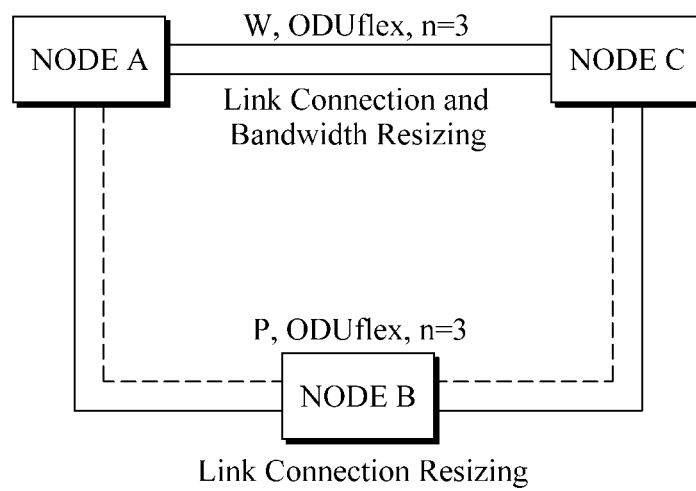 W, ODUflex, n=3
NODE A
NODE C
Link Connection and
Bandwidth Resizing
P, ODUflex, n=3
NODE B
Link Connection Resizing